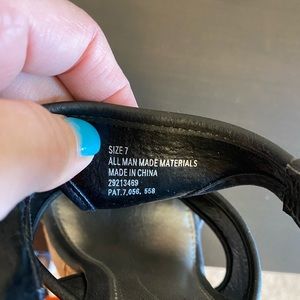 SIZE 7
ALL MAN MADE MATERIALS
MADE IN CHINA
29213469
PAT.7,056, 558